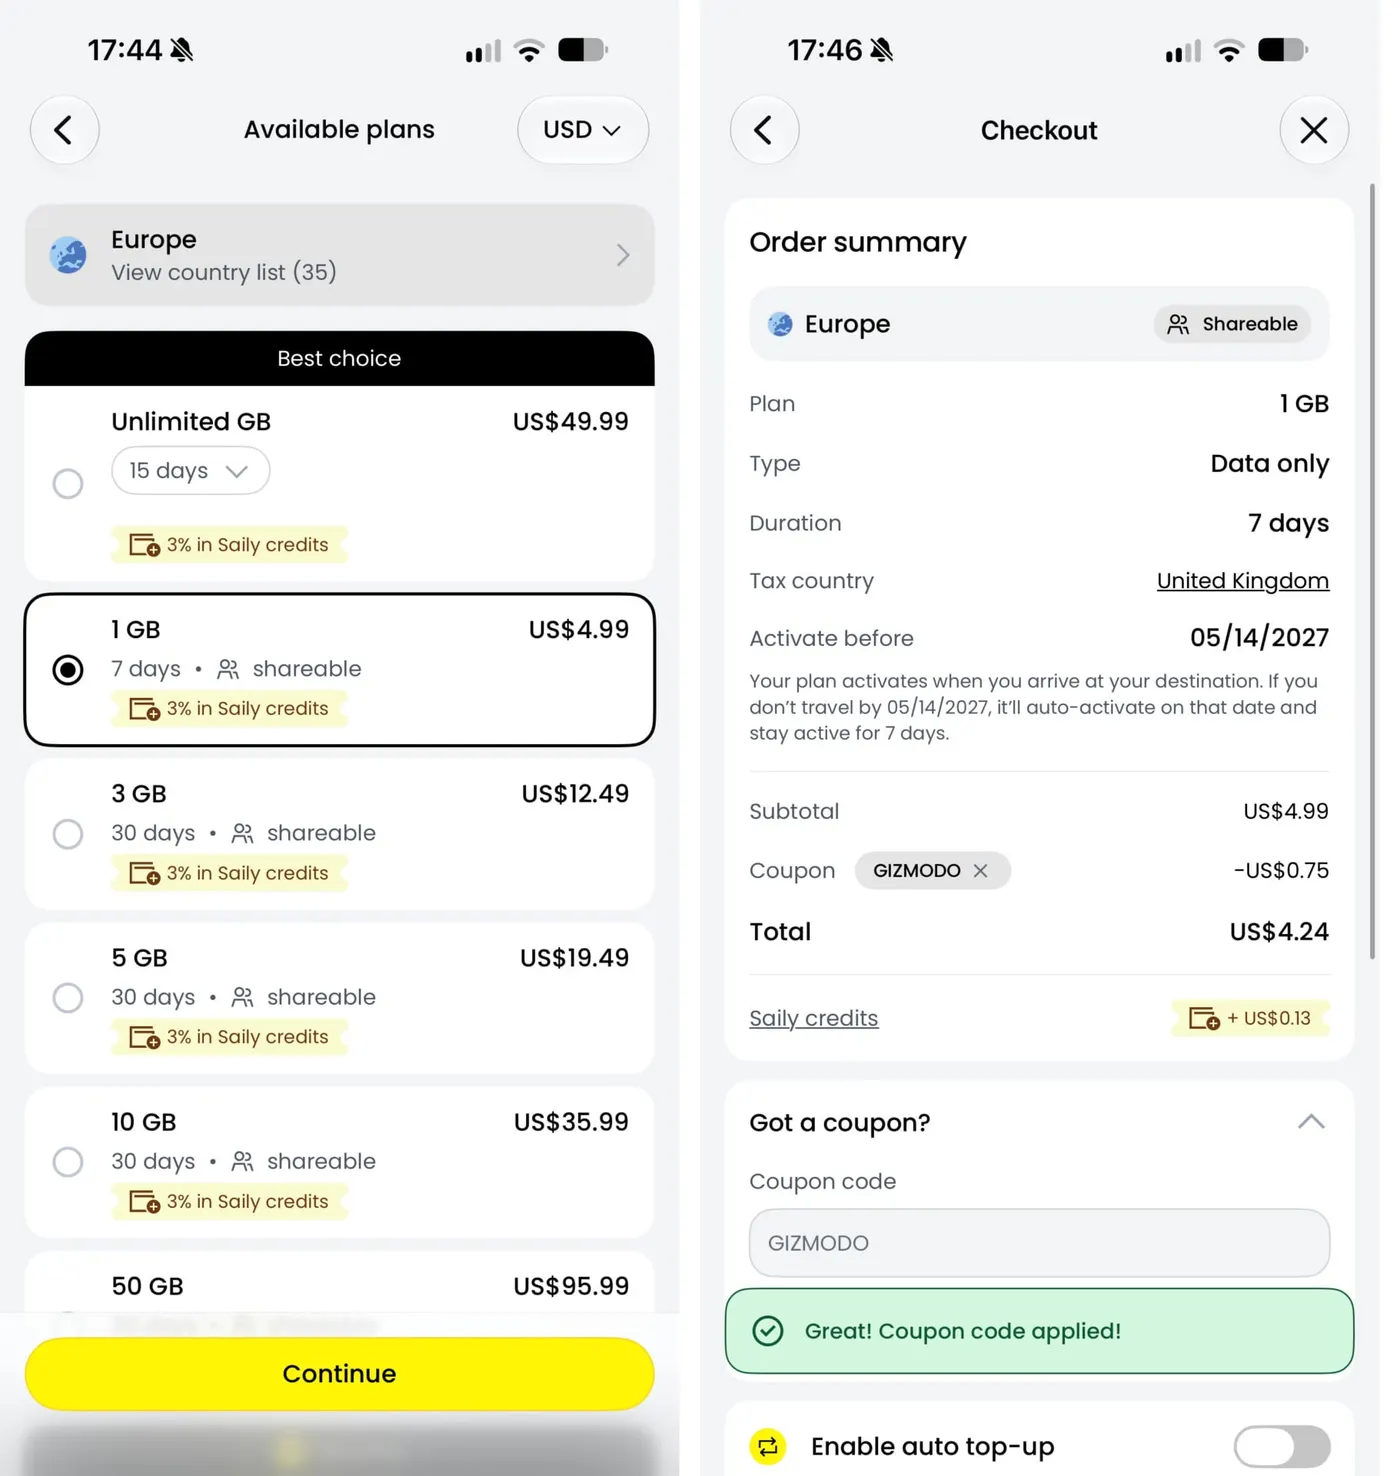 17:44
Available plans
USD
Europe
View country list (35)
Best choice
Unlimited GB
US$49.99
15 days
3% in Saily credits
1 GB
US$4.99
7 days • shareable
3% in Saily credits
3 GB
US$12.49
30 days • shareable
3% in Saily credits
5 GB
US$19.49
30 days • shareable
3% in Saily credits
10 GB
US$35.99
30 days • shareable
3% in Saily credits
50 GB
US$95.99
Continue
17:46
Checkout
Order summary
Europe
Shareable
Plan
1 GB
Type
Data only
Duration
7 days
Tax country
United Kingdom
Activate before
05/14/2027
Your plan activates when you arrive at your destination. If you
don’t travel by 05/14/2027, it’ll auto-activate on that date and
stay active for 7 days.
Subtotal
US$4.99
Coupon
GIZMODO
-US$0.75
Total
US$4.24
Saily credits
+ US$0.13
Got a coupon?
Coupon code
GIZMODO
Great! Coupon code applied!
Enable auto top-up